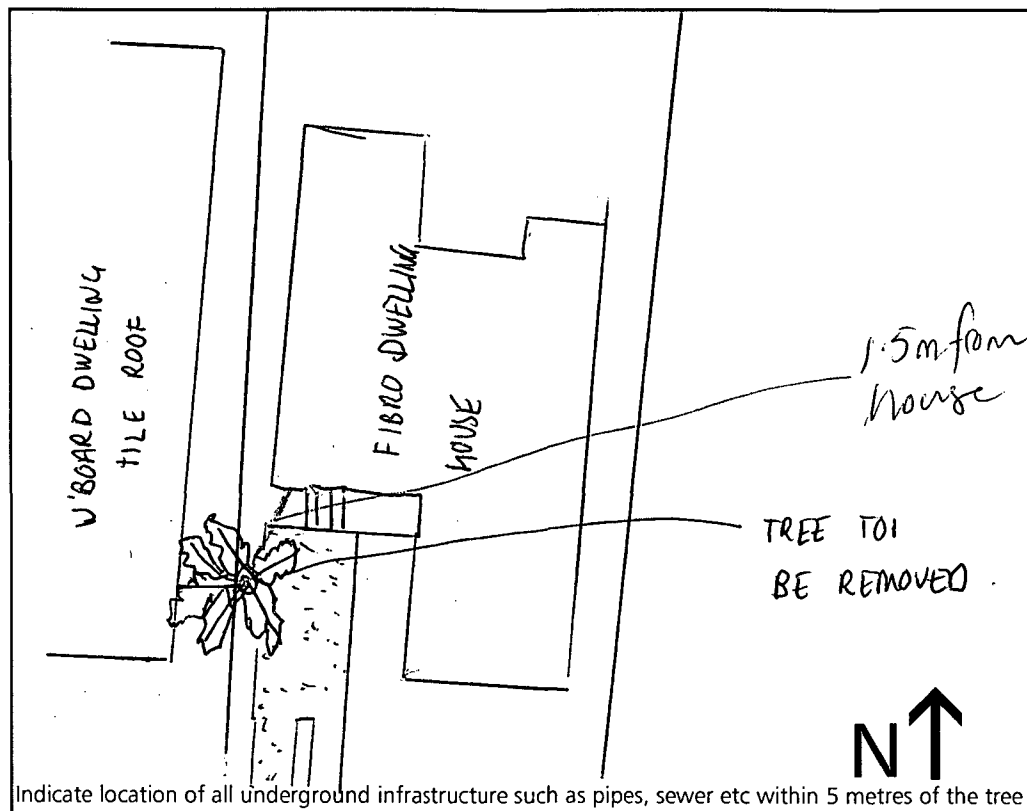 W'BOARD DWELLING
TILE ROOF
FIBRO DWELLING
HOUSE
1.5m from
house
TREE TO
BE REMOVED.
N
Indicate location of all underground infrastructure such as pipes, sewer etc within 5 metres of the tree